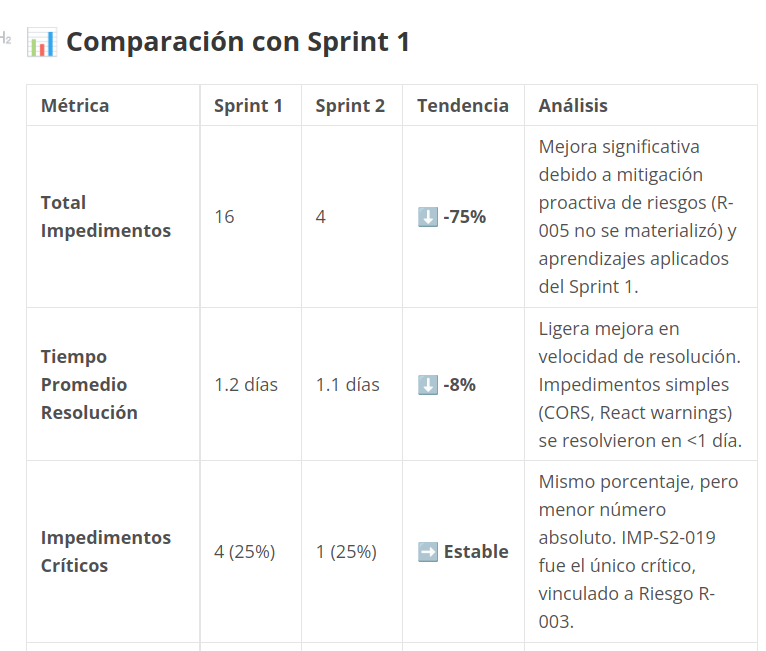 H₂
📊 Comparación con Sprint 1
Métrica Sprint 1 Sprint 2 Tendencia Análisis
Total
Impedimentos
16
4
⬇️ -75%
Mejora significativa
debido a mitigación
proactiva de riesgos (R-
005 no se materializó) y
aprendizajes aplicados
del Sprint 1.
Tiempo
Promedio
Resolución
1.2 días
1.1 días
⬇️ -8%
Ligera mejora en
velocidad de resolución.
Impedimentos simples
(CORS, React warnings)
se resolvieron en <1 día.
Impedimentos
Críticos
4 (25%)
1 (25%)
➡️ Estable
Mismo porcentaje, pero
menor número
absoluto. IMP-S2-019
fue el único crítico,
vinculado a Riesgo R-
003.